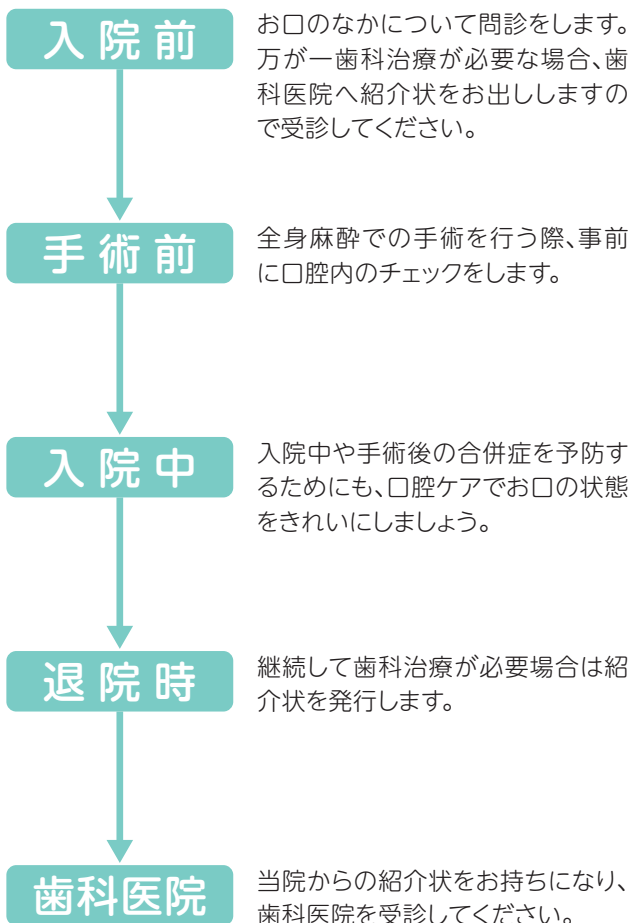 入院前
お口のなかについて問診をします。
万が一歯科治療が必要な場合、歯
科医院へ紹介状をお出ししますの
で受診してください。
手術前
全身麻酔での手術を行う際、事前
に口腔内のチェックをします。
入院中
入院中や手術後の合併症を予防す
るためにも、口腔ケアでお口の状態
をきれいにしましょう。
退院時
継続して歯科治療が必要場合は紹
介状を発行します。
歯科医院
当院からの紹介状をお持ちになり、
歯科医院を受診してください。